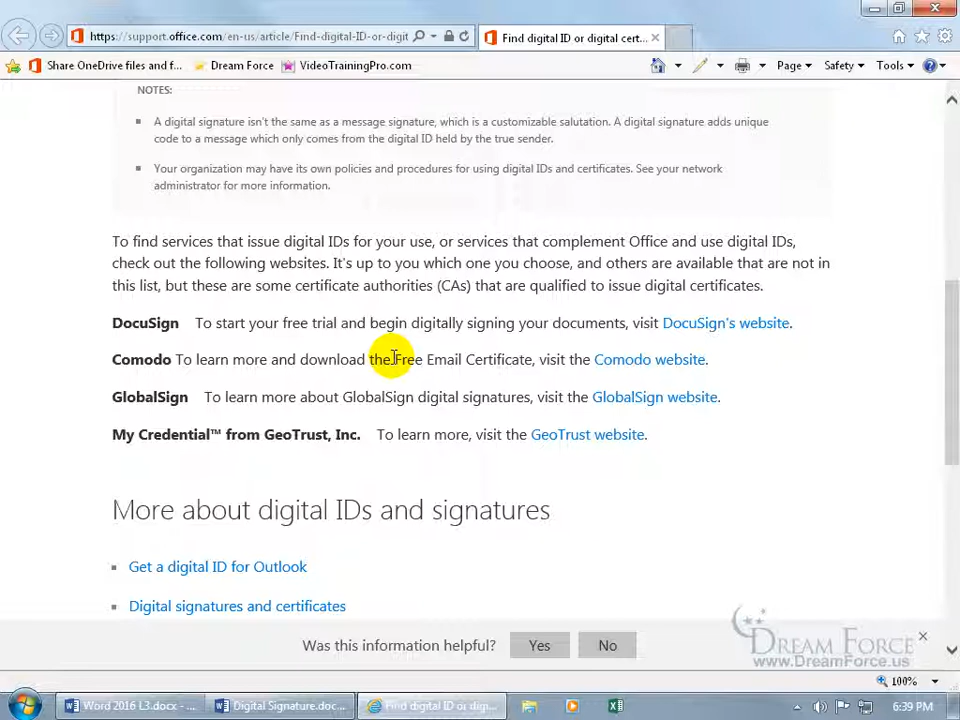 https://support.office.com/en-us/article/Find-digital-ID-or-digit
Find digital ID or digital cert...
Share OneDrive files and f...
Dream Force
VideoTrainingPro.com
Page
Safety
Tools
NOTES:
A digital signature isn't the same as a message signature, which is a customizable salutation. A digital signature adds unique
code to a message which only comes from the digital ID held by the true sender.
Your organization may have its own policies and procedures for using digital IDs and certificates. See your network
administrator for more information.
To find services that issue digital IDs for your use, or services that complement Office and use digital IDs,
check out the following websites. It's up to you which one you choose, and others are available that are not in
this list, but these are some certificate authorities (CAs) that are qualified to issue digital certificates.
DocuSign To start your free trial and begin digitally signing your documents, visit DocuSign's website.
Comodo To learn more and download the Free Email Certificate, visit the Comodo website.
GlobalSign To learn more about GlobalSign digital signatures, visit the GlobalSign website.
My Credential™ from GeoTrust, Inc. To learn more, visit the GeoTrust website.
More about digital IDs and signatures
Get a digital ID for Outlook
Digital signatures and certificates
Was this information helpful? Yes No
DREAM FORCE
www.DreamForce.us
100%
Word 2016 L3.docx - ...
Digital Signature.doc...
Find digital ID or dig...
6:39 PM